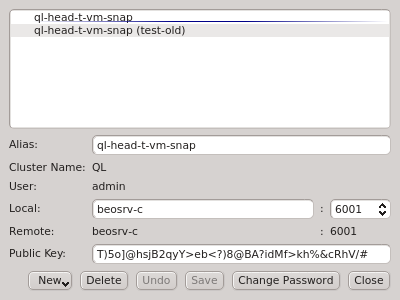 ql-head-t-vm-snap
ql-head-t-vm-snap (test-old)
Alias: ql-head-t-vm-snap
Cluster Name: QL
User: admin
Local: beosrv-c : 6001
Remote: beosrv-c : 6001
Public Key: T)5o]@hsjB2qyY>eb<?)8@BA?idMf>kh%&cRhV/#
New Delete Undo Save Change Password Close